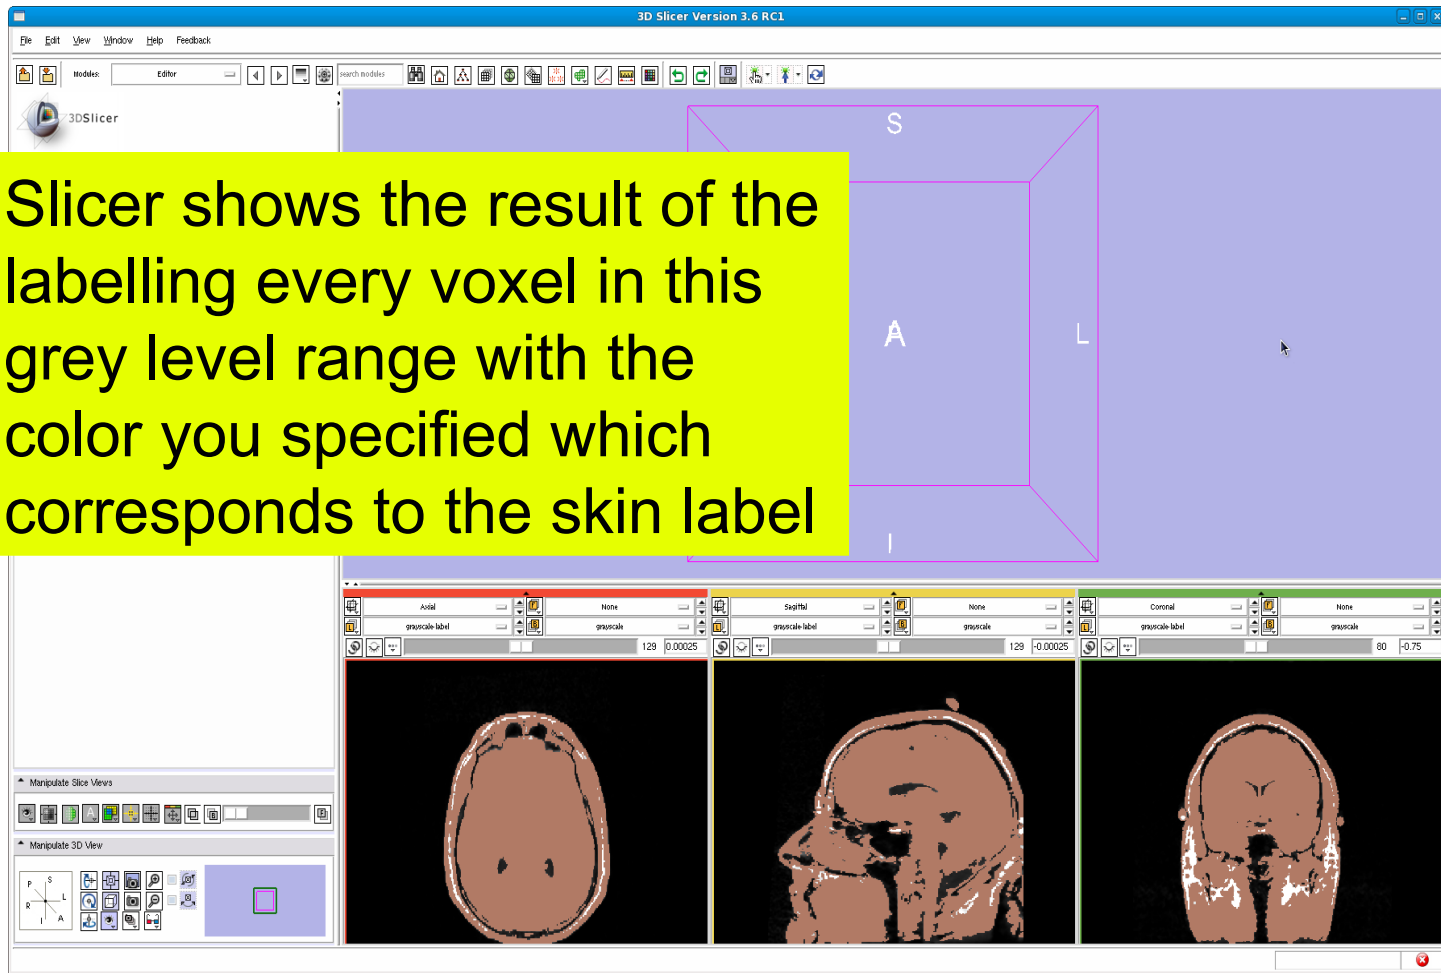 3D Slicer Version 3.6 RC1
File Edit View Window Help Feedback
Modules: Editor search modules
3DSlicer
S
Slicer shows the result of the
labelling every voxel in this
grey level range with the
color you specified which
corresponds to the skin label
A
L
I
Axial None Sagittal None Coronal None
L grayscale-label B grayscale L grayscale-label B grayscale L grayscale-label B grayscale
129 0.00025 129 -0.00025 80 -0.75
Manipulate Slice Views
Manipulate 3D View
P S
R L
I A